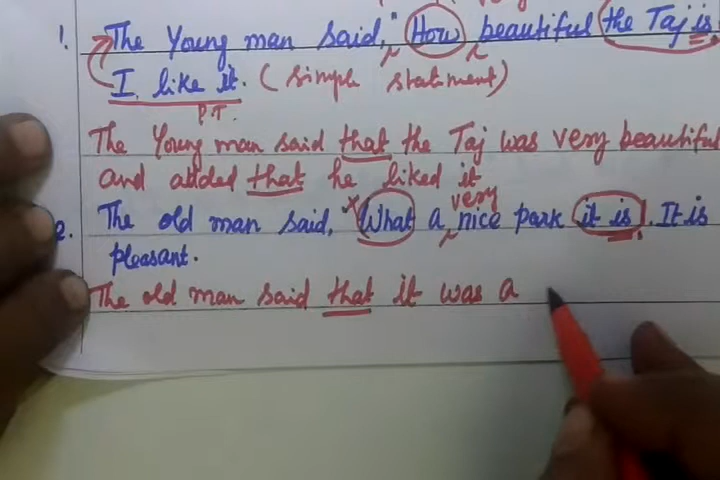 1. The Young man said, "How beautiful the Taj is.
I like it. (simple statement)
P.T.
The Young man said that the Taj was very beautiful
and added that he liked it
very
2. The old man said, "What a nice park it is!. It is
pleasant.
The old man said that it was a